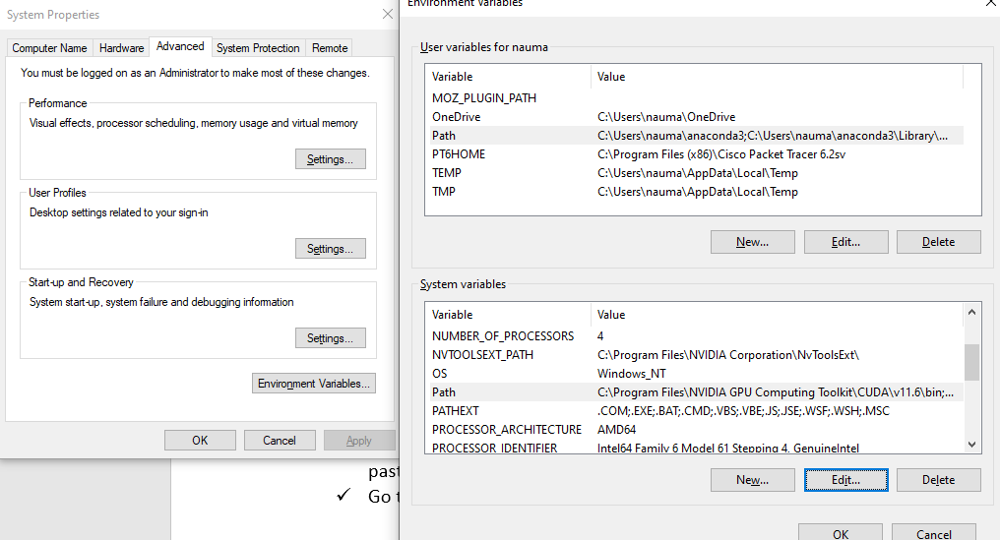 System Properties
Computer Name Hardware Advanced System Protection Remote
You must be logged on as an Administrator to make most of these changes.
Performance
Visual effects, processor scheduling, memory usage and virtual memory
Settings...
User Profiles
Desktop settings related to your sign-in
Settings...
Start-up and Recovery
System start-up, system failure and debugging information
Settings...
Environment Variables...
OK Cancel Apply
past
✓ Go t
Environment Variables
User variables for nauma
Variable Value
MOZ_PLUGIN_PATH
OneDrive C:\Users\nauma\OneDrive
Path C:\Users\nauma\anaconda3;C:\Users\nauma\anaconda3\Library\...
PT6HOME C:\Program Files (x86)\Cisco Packet Tracer 6.2sv
TEMP C:\Users\nauma\AppData\Local\Temp
TMP C:\Users\nauma\AppData\Local\Temp
New... Edit... Delete
System variables
Variable Value
NUMBER_OF_PROCESSORS 4
NVTOOLSEXT_PATH C:\Program Files\NVIDIA Corporation\NvToolsExt\
OS Windows_NT
Path C:\Program Files\NVIDIA GPU Computing Toolkit\CUDA\v11.6\bin;...
PATHEXT .COM;.EXE;.BAT;.CMD;.VBS;.VBE;.JS;.JSE;.WSF;.WSH;.MSC
PROCESSOR_ARCHITECTURE AMD64
PROCESSOR_IDENTIFIER Intel64 Family 6 Model 61 Stepping 4, GenuineIntel
New... Edit... Delete
OK Cancel